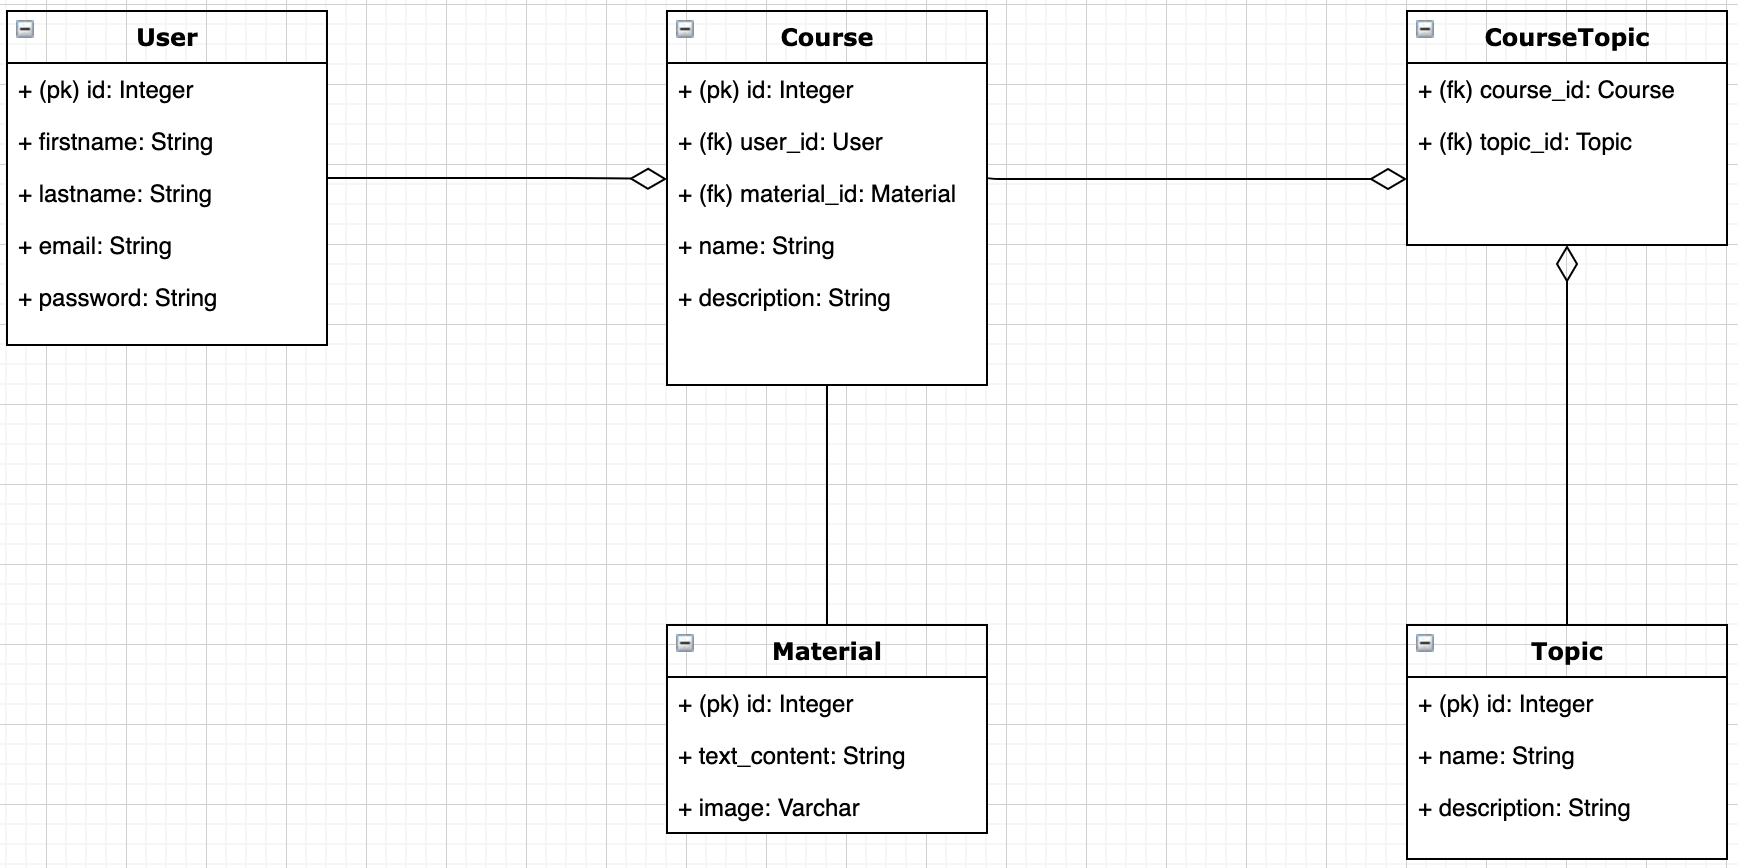 User
+ (pk) id: Integer
+ firstname: String
+ lastname: String
+ email: String
+ password: String
Course
+ (pk) id: Integer
+ (fk) user_id: User
+ (fk) material_id: Material
+ name: String
+ description: String
CourseTopic
+ (fk) course_id: Course
+ (fk) topic_id: Topic
Material
+ (pk) id: Integer
+ text_content: String
+ image: Varchar
Topic
+ (pk) id: Integer
+ name: String
+ description: String